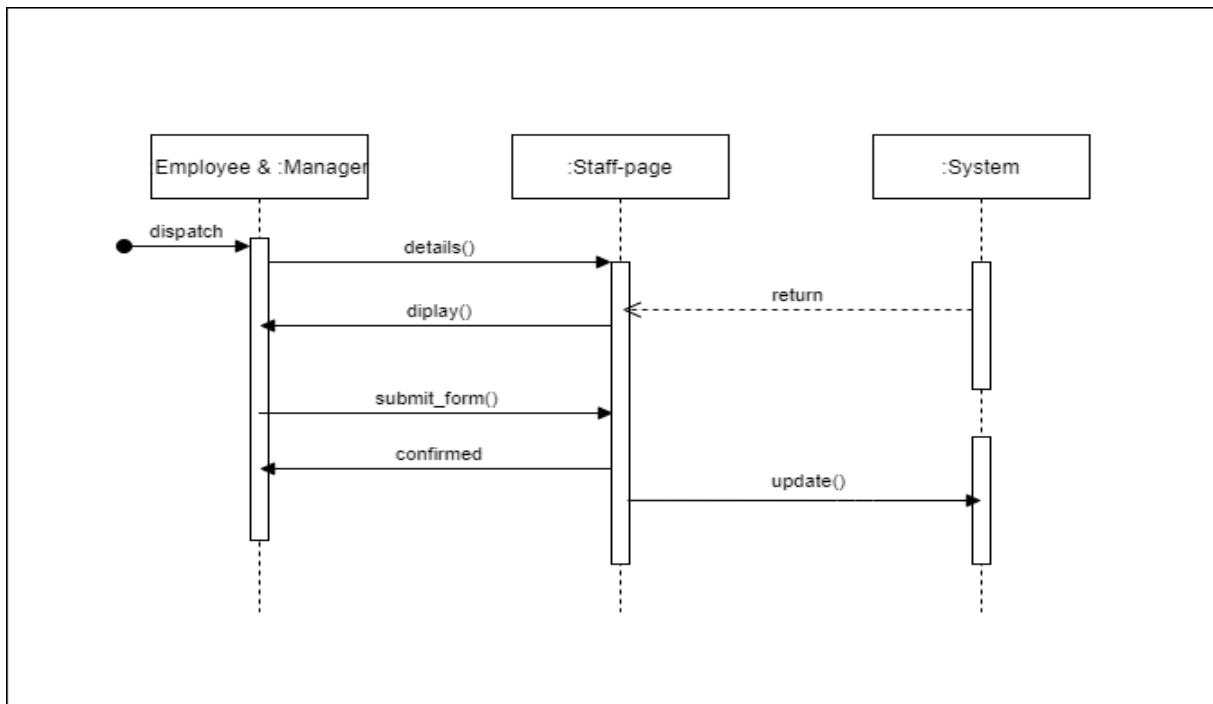 :Employee & :Manager
:Staff-page
:System
dispatch
details()
return
diplay()
submit_form()
confirmed
update()